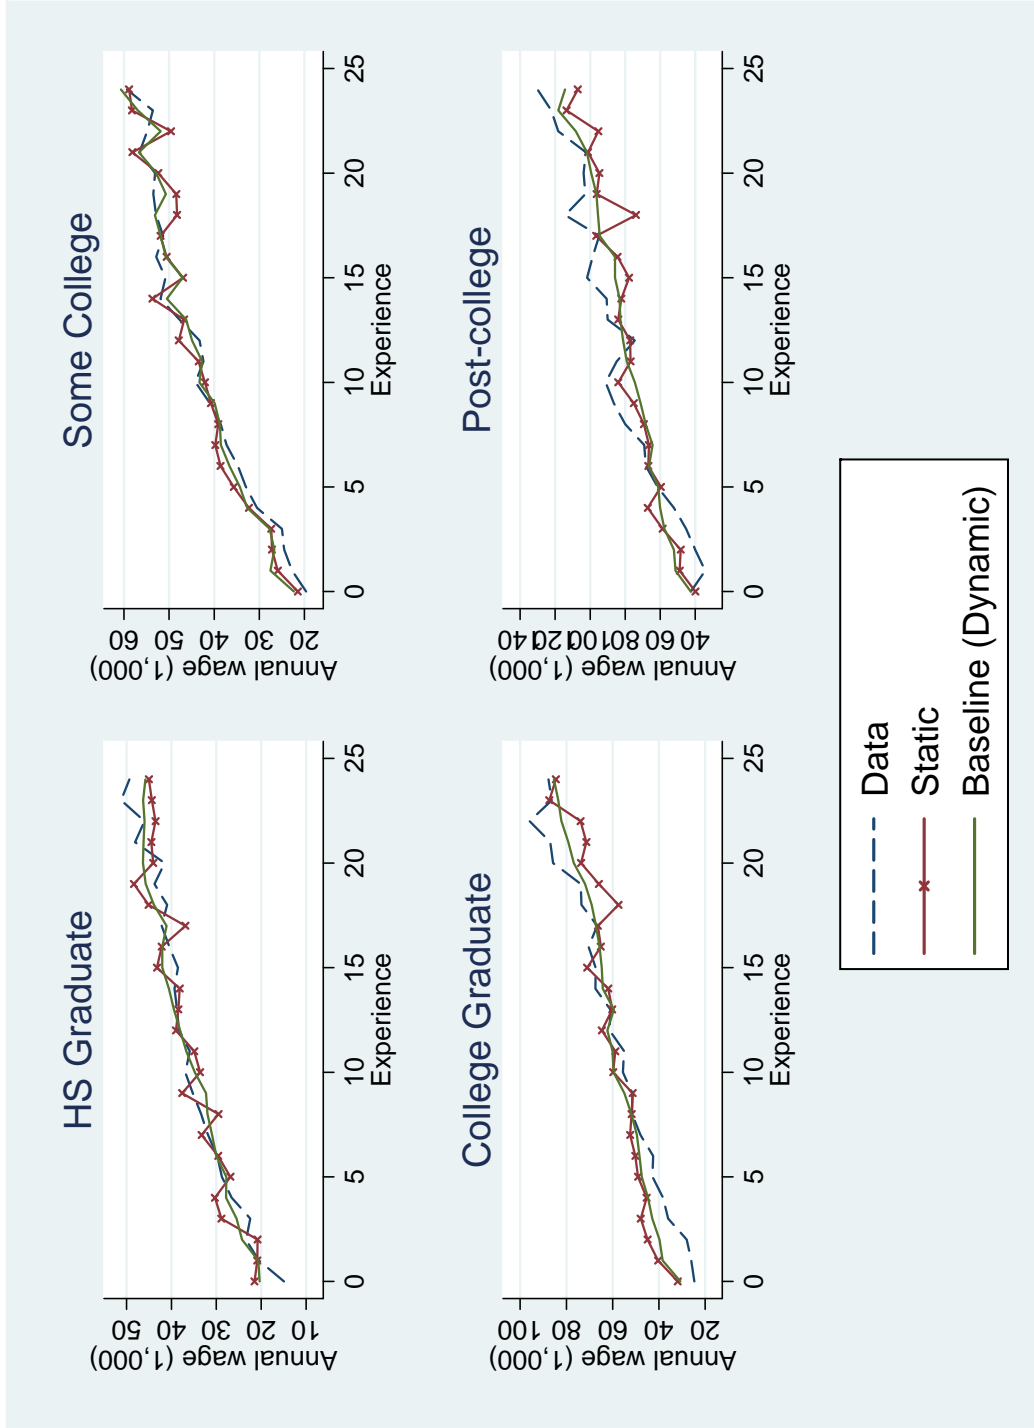 HS Graduate
Annual wage (1,000)
10 20 30 40 50
0 5 10 15 20 25
Experience
Some College
Annual wage (1,000)
20 30 40 50 60
0 5 10 15 20 25
Experience
College Graduate
Annual wage (1,000)
20 40 60 80 100
0 5 10 15 20 25
Experience
Post-college
Annual wage (1,000)
40 60 80 100 120 140
0 5 10 15 20 25
Experience
Data
Static
Baseline (Dynamic)